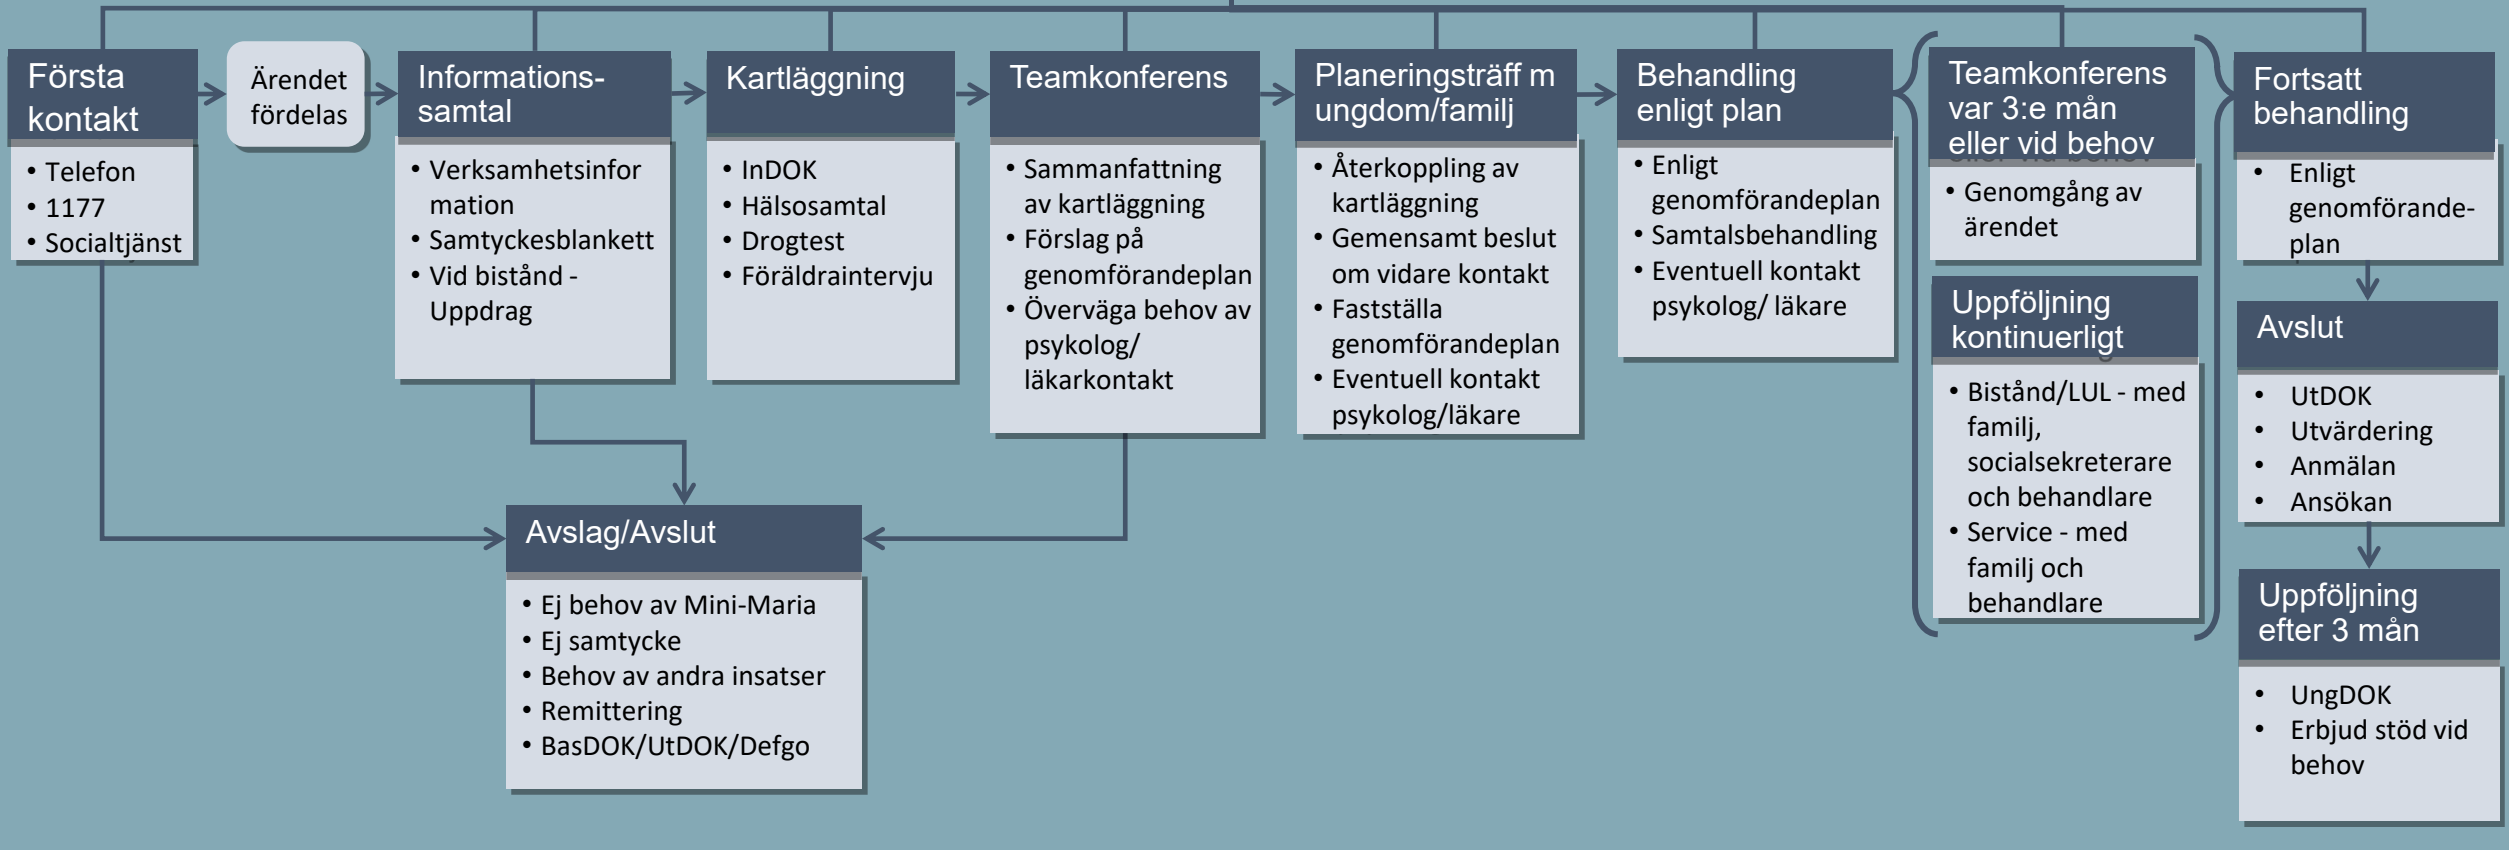 Första
kontakt
• Telefon
• 1177
• Socialtjänst
Ärendet
fördelas
Informations-
samtal
• Verksamhetsinfor
mation
• Samtyckesblankett
• Vid bistånd -
Uppdrag
Kartläggning
• InDOK
• Hälsosamtal
• Drogtest
• Föräldraintervju
Teamkonferens
• Sammanfattning
av kartläggning
• Förslag på
genomförandeplan
• Överväga behov av
psykolog/
läkarkontakt
Planeringsträff m
ungdom/familj
• Återkoppling av
kartläggning
• Gemensamt beslut
om vidare kontakt
• Fastställa
genomförandeplan
• Eventuell kontakt
psykolog/läkare
Behandling
enligt plan
• Enligt
genomförandeplan
• Samtalsbehandling
• Eventuell kontakt
psykolog/ läkare
Teamkonferens
var 3:e mån
eller vid behov
• Genomgång av
ärendet
Uppföljning
kontinuerligt
• Bistånd/LUL - med
familj,
socialsekreterare
och behandlare
• Service - med
familj och
behandlare
Fortsatt
behandling
• Enligt
genomförande-
plan
Avslut
• UtDOK
• Utvärdering
• Anmälan
• Ansökan
Uppföljning
efter 3 mån
• UngDOK
• Erbjud stöd vid
behov
Avslag/Avslut
• Ej behov av Mini-Maria
• Ej samtycke
• Behov av andra insatser
• Remittering
• BasDOK/UtDOK/Defgo